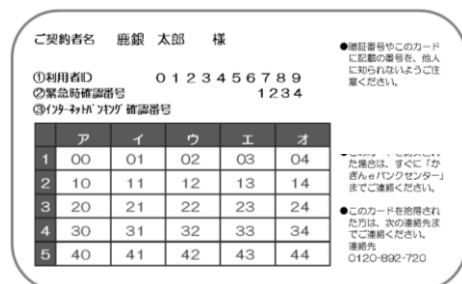 ご契約者名 鹿銀 太郎 様
①利用者ID 0123456789
②緊急時確認番号 1234
③インターネットバンキング 確認番号
ア イ ウ エ オ
1 00 01 02 03 04
2 10 11 12 13 14
3 20 21 22 23 24
4 30 31 32 33 34
5 40 41 42 43 44
●暗証番号やこのカード
に記載の番号を、他人
に知られないようご注
意ください。
た場合は、すぐに「か
ぎんeバンクセンター」
までご連絡ください。
●このカードを拾得され
た方は、次の連絡先ま
でご連絡ください。
連絡先
0120-892-720